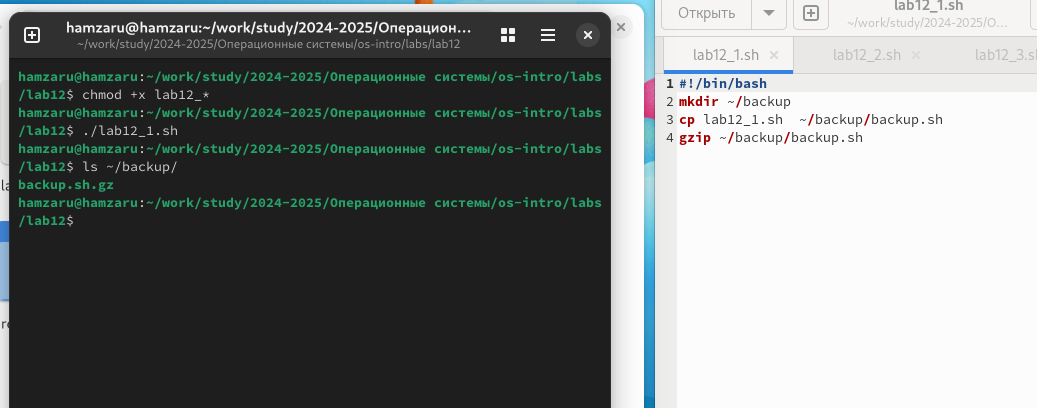 hamzaru@hamzaru:~/work/study/2024-2025/Операцион...
~/work/study/2024-2025/Операционные системы/os-intro/labs/lab12
hamzaru@hamzaru:~/work/study/2024-2025/Операционные системы/os-intro/labs
/lab12$ chmod +x lab12_*
hamzaru@hamzaru:~/work/study/2024-2025/Операционные системы/os-intro/labs
/lab12$ ./lab12_1.sh
hamzaru@hamzaru:~/work/study/2024-2025/Операционные системы/os-intro/labs
/lab12$ ls ~/backup/
backup.sh.gz
hamzaru@hamzaru:~/work/study/2024-2025/Операционные системы/os-intro/labs
/lab12$
Открыть
lab12_1.sh
~/work/study/2024-2025/О...
lab12_1.sh
lab12_2.sh
lab12_3.s
1 #!/bin/bash
2 mkdir ~/backup
3 cp lab12_1.sh  ~/backup/backup.sh
4 gzip ~/backup/backup.sh